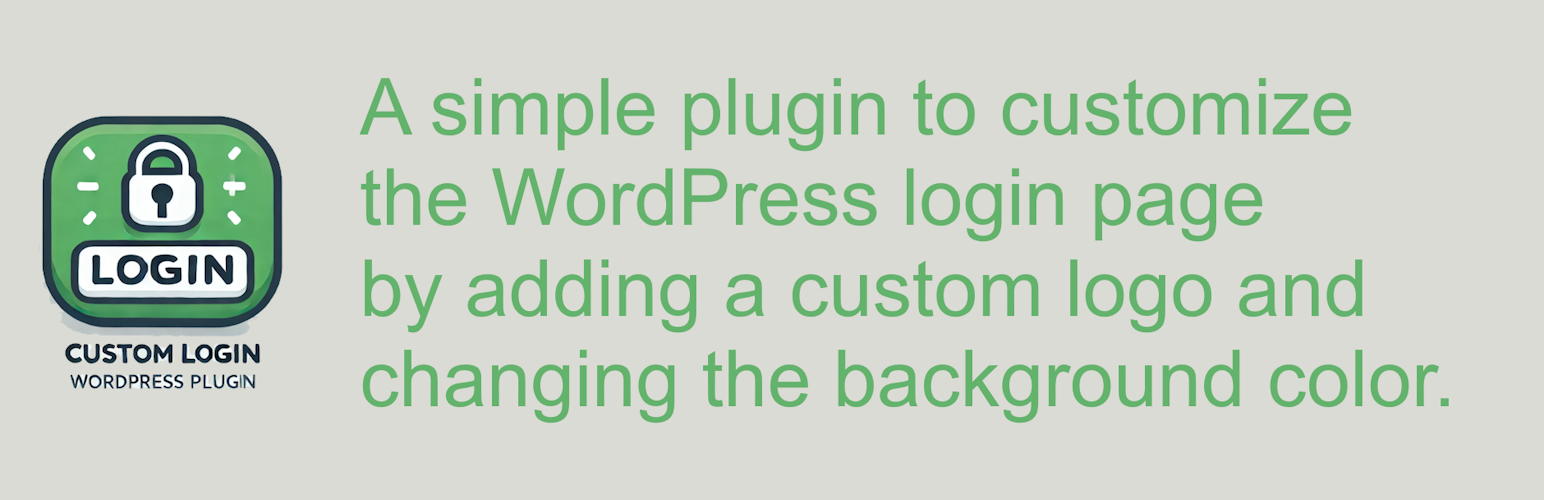 LOGIN
CUSTOM LOGIN
WORDPRESS PLUGIN
A simple plugin to customize
the WordPress login page
by adding a custom logo and
changing the background color.